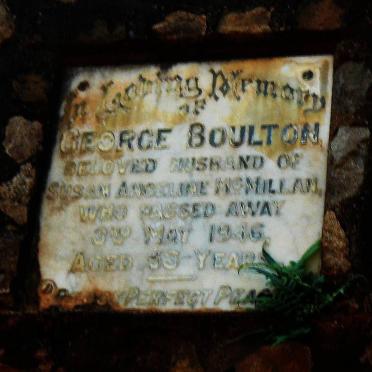 In Loving Memory
OF
GEORGE BOULTON
BELOVED HUSBAND OF
SUSAN ANGELINE MCMILLAN,
WHO PASSED AWAY
3RD MAY 1946,
AGED YEARS
PERFECT PEACE